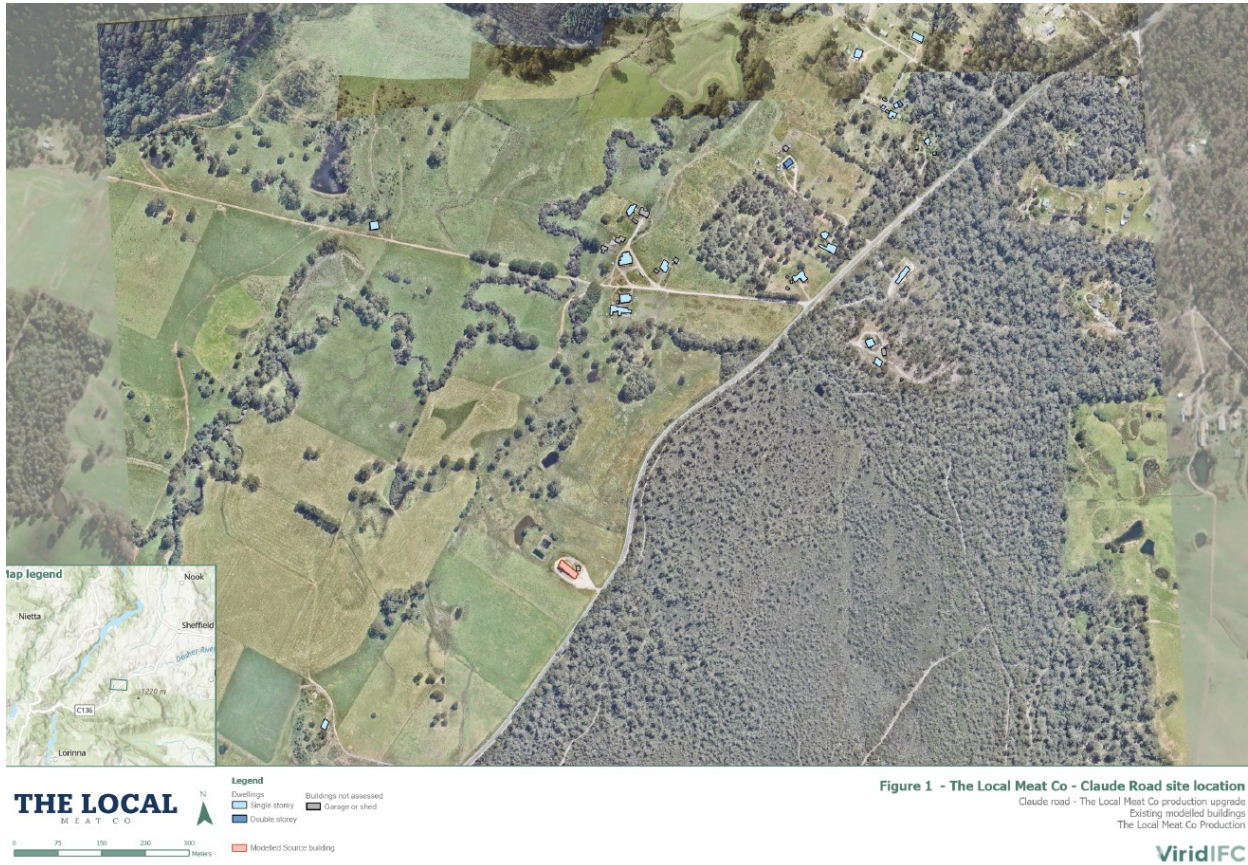 Map legend
Nook
Nietta
Sheffield
1220 m
C136
Lorinna
THE LOCAL
MEAT CO
N
0 75 150 230 300
Meters
Legend
Dwellings
Single storey
Double storey
Buildings not assessed
Garage or shed
Modelled Source building
Figure 1 - The Local Meat Co - Claude Road site location
Claude road - The Local Meat Co production upgrade
Existing modelled buildings
The Local Meat Co Production
ViridIFC